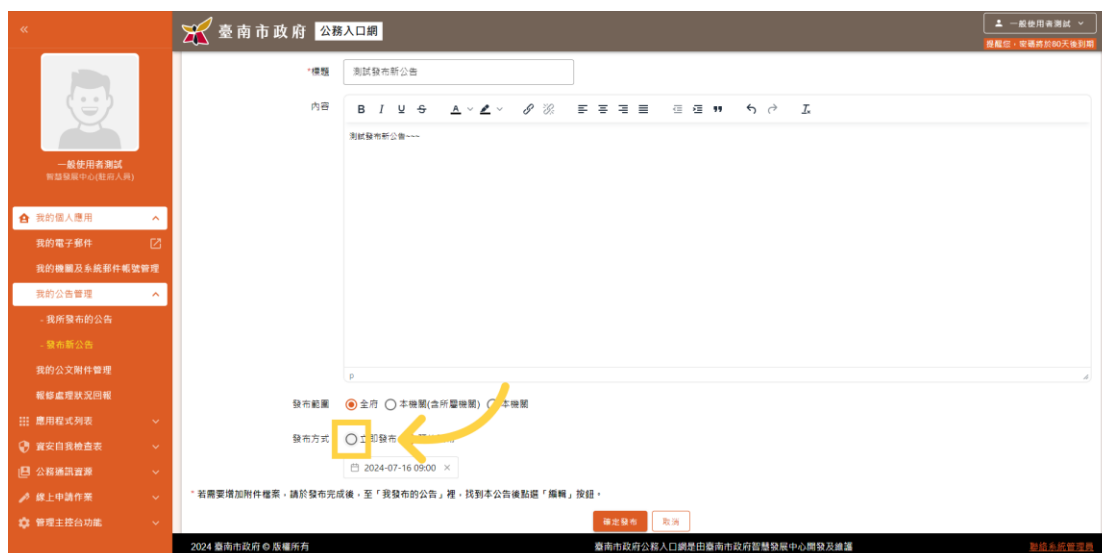 臺南市政府 公務入口網
一般使用者測試
提醒您，密碼將於80天後到期
一般使用者測試
智慧發展中心(駐府人員)
我的個人應用
我的電子郵件
我的機關及系統郵件帳號管理
我的公告管理
- 我所發布的公告
- 發布新公告
我的公文附件管理
報修處理狀況回報
應用程式列表
資安自我檢查表
公務通訊資源
線上申請作業
管理主控台功能
*標題 測試發布新公告
內容
測試發布新公告~~~
p
發布範圍 全府 本機關(含所屬機關) 本機關
發布方式 立即發布
2024-07-16 09:00
* 若需要增加附件檔案，請於發布完成後，至「我發布的公告」裡，找到本公告後點選「編輯」按鈕。
確定發布 取消
2024 臺南市政府 © 版權所有
臺南市政府公務入口網是由臺南市政府智慧發展中心開發及維護
聯絡系統管理員